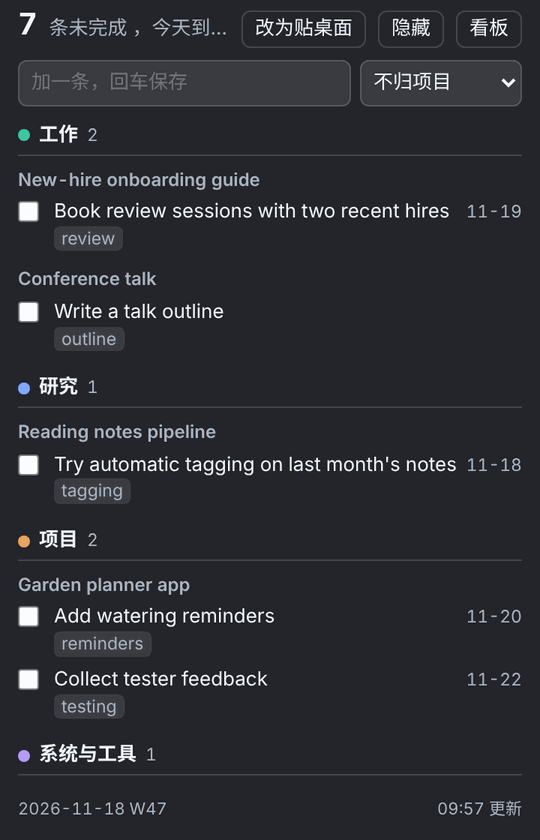 7 条未完成 ，今天到… 改为贴桌面 隐藏 看板
加一条，回车保存 不归项目
工作 2
New-hire onboarding guide
Book review sessions with two recent hires 11-19
review
Conference talk
Write a talk outline
outline
研究 1
Reading notes pipeline
Try automatic tagging on last month's notes 11-18
tagging
项目 2
Garden planner app
Add watering reminders 11-20
reminders
Collect tester feedback 11-22
testing
系统与工具 1
2026-11-18 W47 09:57 更新